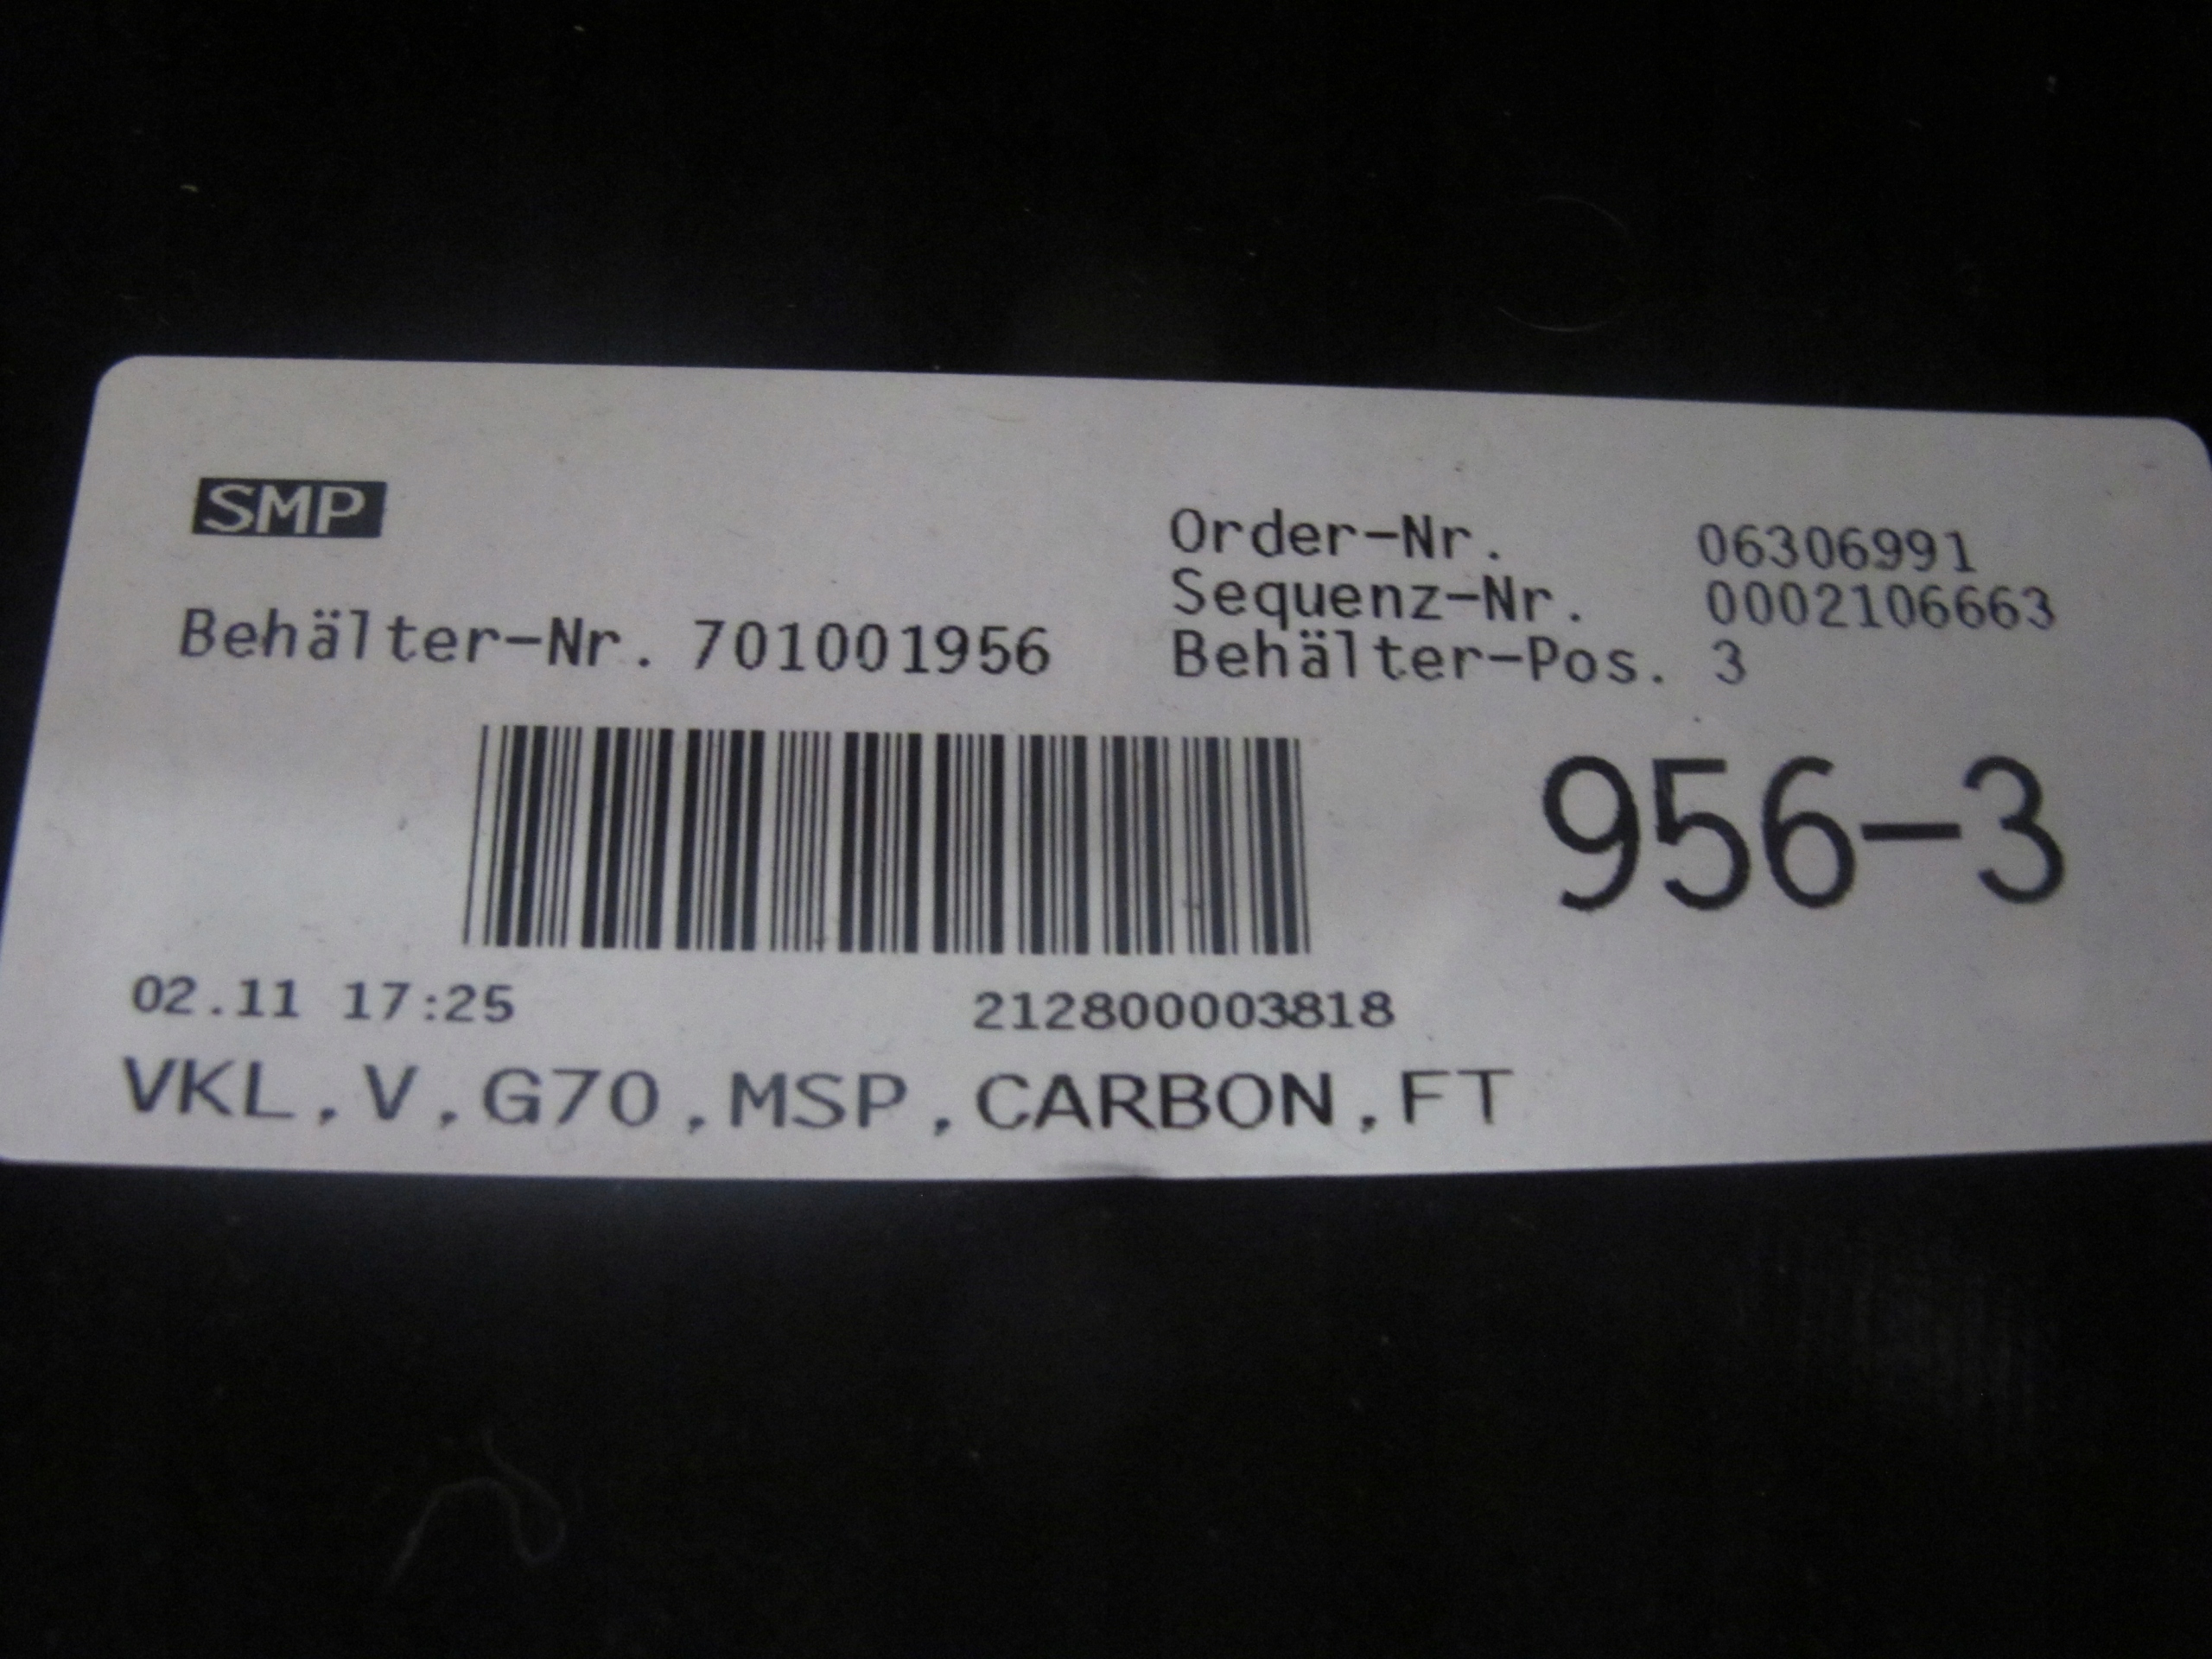 SMP
Order-Nr. 06306991
Sequenz-Nr. 0002106663
Behälter-Nr. 701001956
Behälter-Pos. 3
956-3
02.11 17:25
212800003818
VKL,V,G70,MSP,CARBON,FT